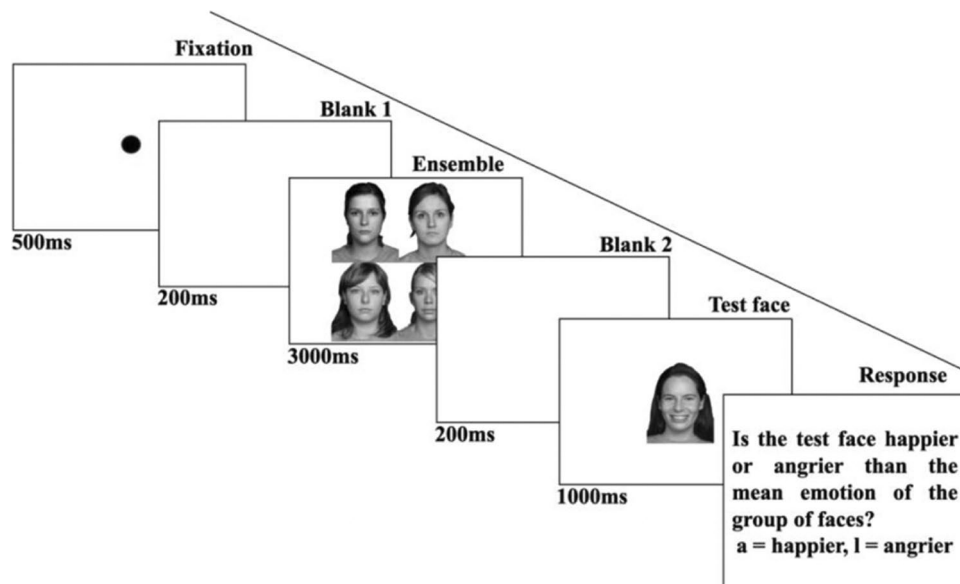 Fixation
500ms
Blank 1
200ms
Ensemble
3000ms
Blank 2
200ms
Test face
1000ms
Response
Is the test face happier
or angrier than the
mean emotion of the
group of faces?
a = happier, l = angrier